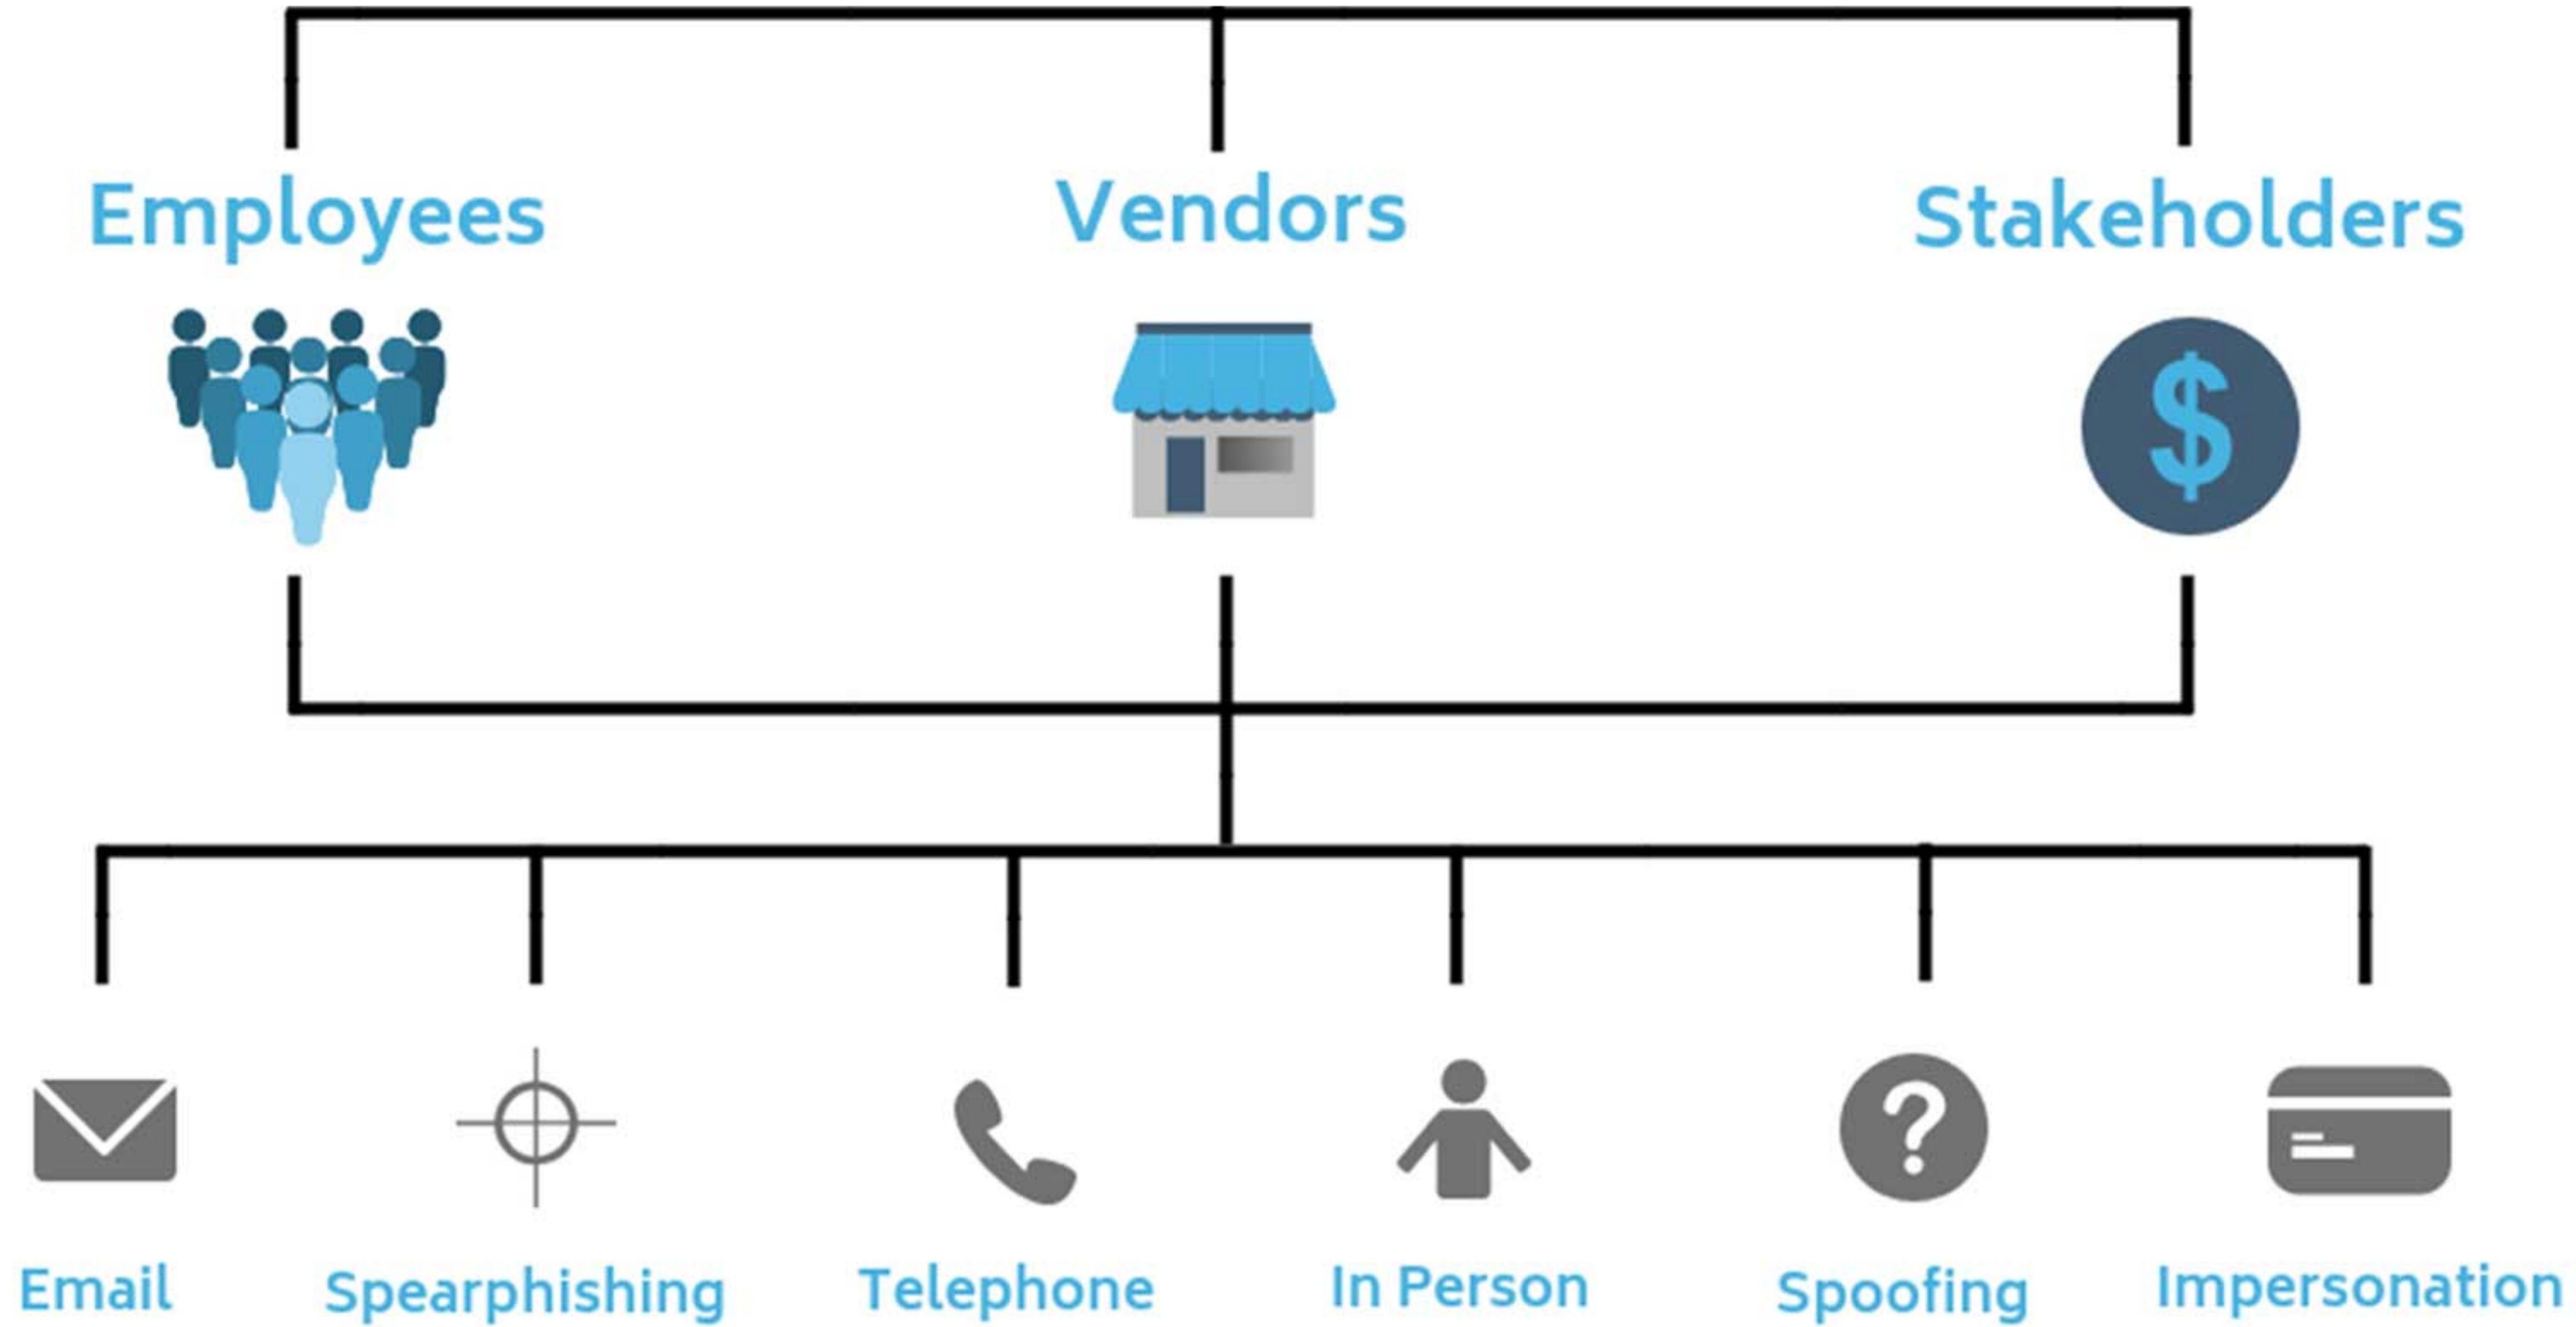 Employees
Vendors
Stakeholders
$
?
Email
Spearphishing
Telephone
In Person
Spoofing
Impersonation